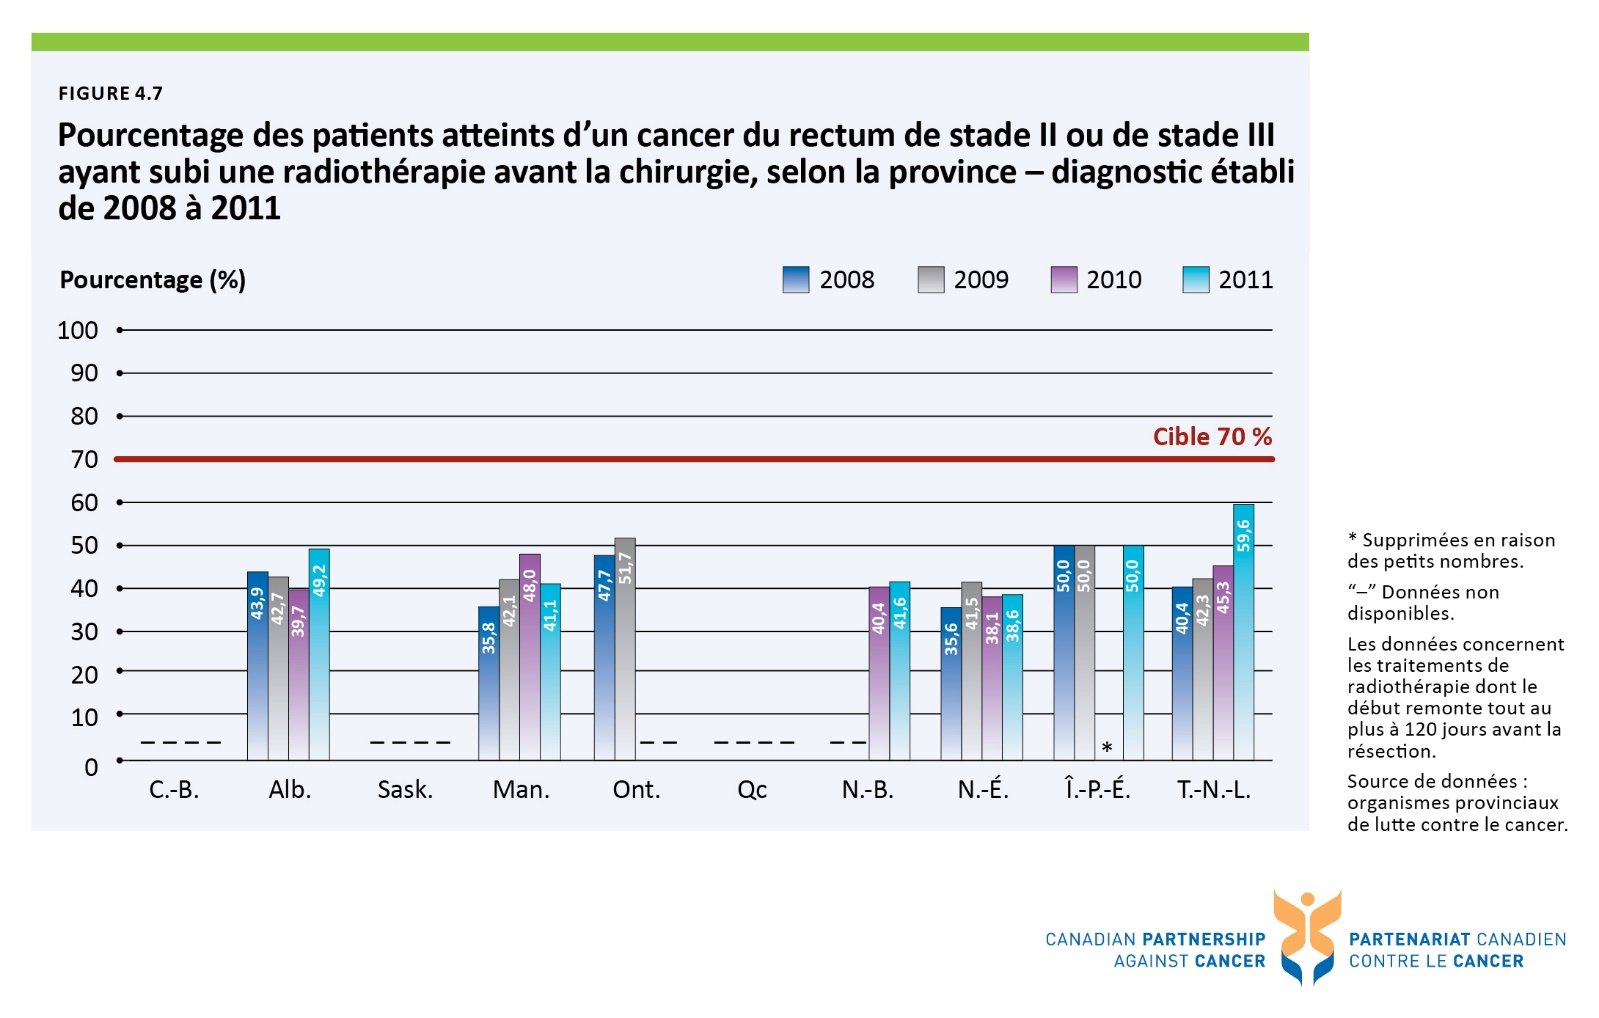 FIGURE 4.7
Pourcentage des patients atteints d’un cancer du rectum de stade II ou de stade III
ayant subi une radiothérapie avant la chirurgie, selon la province – diagnostic établi
de 2008 à 2011
Pourcentage (%)
2008 2009 2010 2011
100
90
80
Cible 70 %
70
60
50
40
30
20
10
0
43,9 42,7 39,7 49,2
35,8 42,1 48,0 41,1
47,7 51,7
40,4 41,6
35,6 41,5 38,1 38,6
50,0 50,0 * 50,0
40,4 42,3 45,3 59,6
– – – –
– – – –
– –
– – – –
– –
C.-B. Alb. Sask. Man. Ont. Qc N.-B. N.-É. Î.-P.-É. T.-N.-L.
* Supprimées en raison
des petits nombres.
“–” Données non
disponibles.
Les données concernent
les traitements de
radiothérapie dont le
début remonte tout au
plus à 120 jours avant la
résection.
Source de données :
organismes provinciaux
de lutte contre le cancer.
CANADIAN PARTNERSHIP
AGAINST CANCER
PARTENARIAT CANADIEN
CONTRE LE CANCER